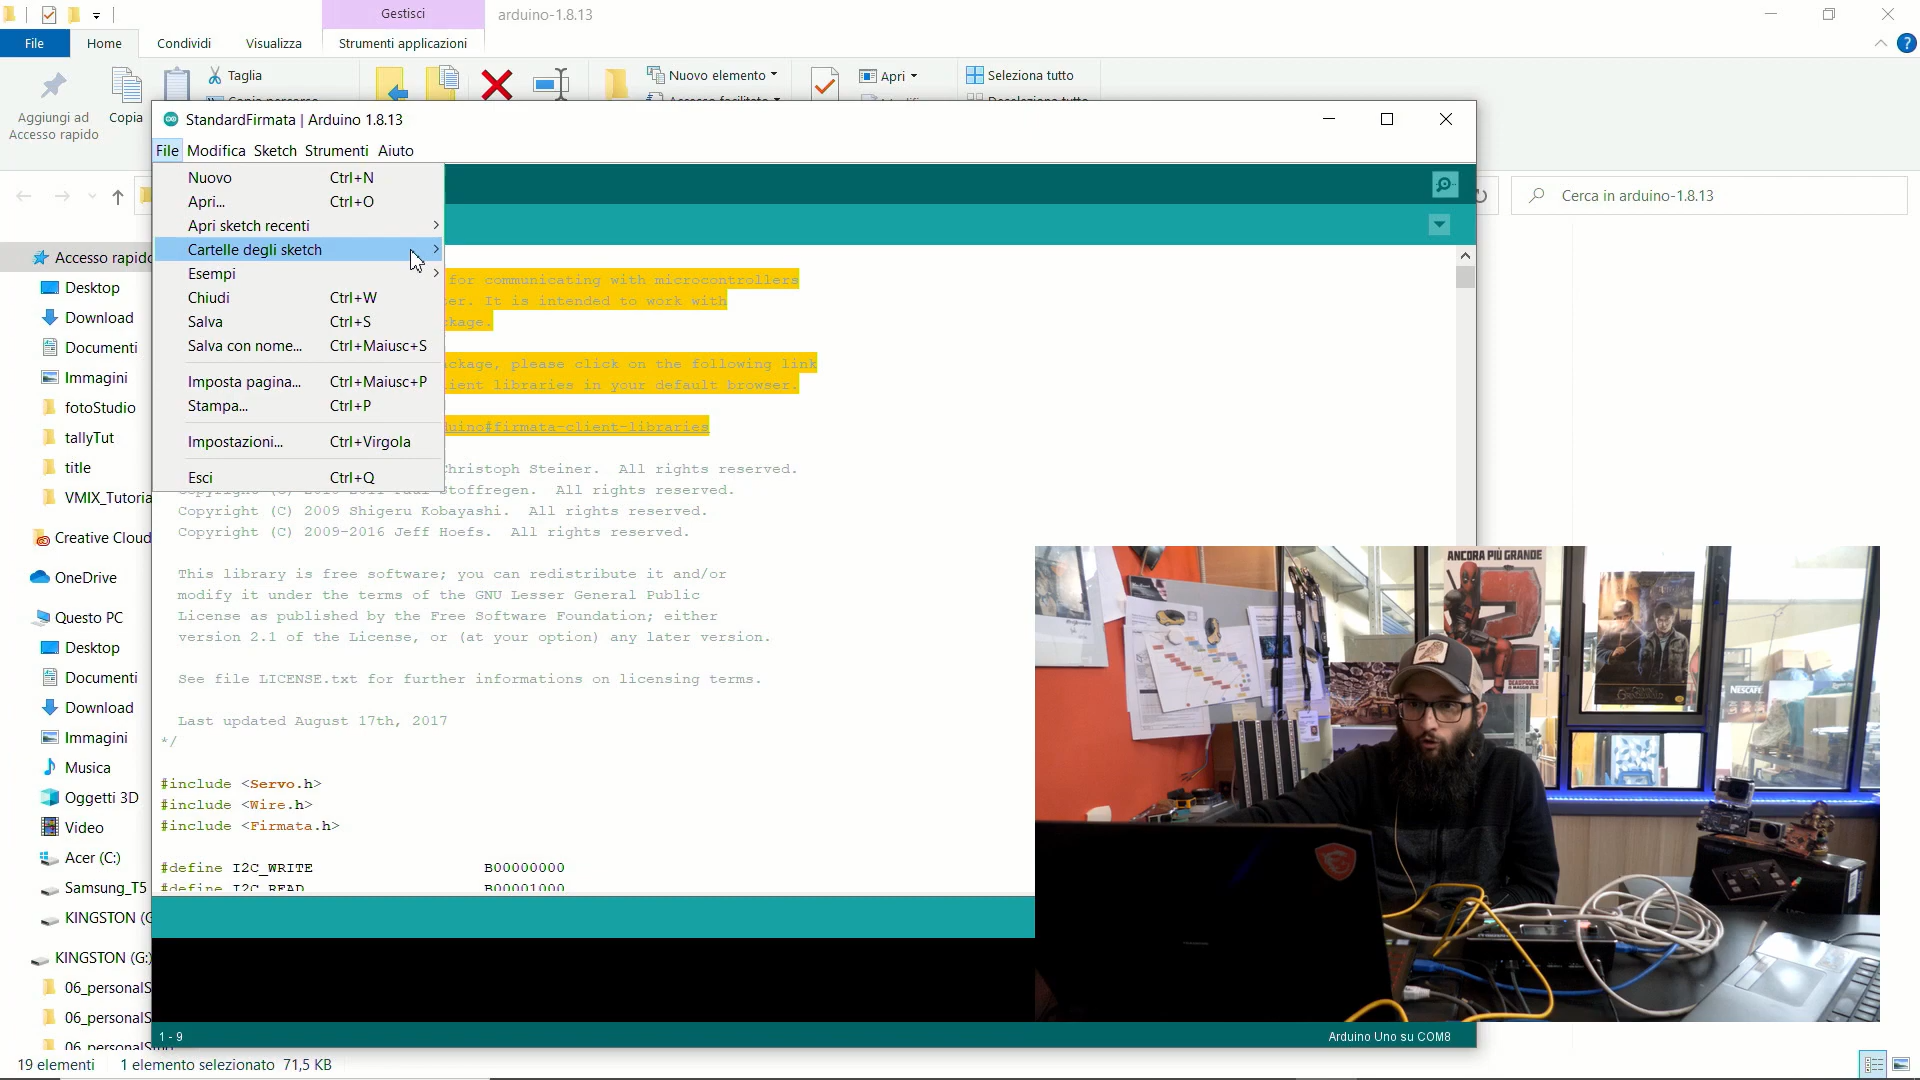 Gestisci
arduino-1.8.13
File
Home
Condividi
Visualizza
Strumenti applicazioni
Aggiungi ad
Accesso rapido
Copia
Taglia
Nuovo elemento
Apri
Seleziona tutto
StandardFirmata | Arduino 1.8.13
File Modifica Sketch Strumenti Aiuto
Nuovo Ctrl+N
Apri... Ctrl+O
Apri sketch recenti
Cartelle degli sketch
Esempi
Chiudi Ctrl+W
Salva Ctrl+S
Salva con nome... Ctrl+Maiusc+S
Imposta pagina... Ctrl+Maiusc+P
Stampa... Ctrl+P
Impostazioni... Ctrl+Virgola
Esci Ctrl+Q
Cerca in arduino-1.8.13
Accesso rapido
Desktop
Download
Documenti
Immagini
fotoStudio
tallyTut
title
VMIX_Tutoria
Creative Cloud
OneDrive
Questo PC
Desktop
Documenti
Download
Immagini
Musica
Oggetti 3D
Video
Acer (C:)
Samsung_T5
KINGSTON (G
KINGSTON (G:)
06_personalS
06_personalS
for communicating with microcontrollers
er. It is intended to work with
kage.
ckage, please click on the following link
ient libraries in your default browser.
uino#firmata-client-libraries
Christoph Steiner. All rights reserved.
Stoffregen. All rights reserved.
Copyright (C) 2009 Shigeru Kobayashi. All rights reserved.
Copyright (C) 2009-2016 Jeff Hoefs. All rights reserved.
This library is free software; you can redistribute it and/or
modify it under the terms of the GNU Lesser General Public
License as published by the Free Software Foundation; either
version 2.1 of the License, or (at your option) any later version.
See file LICENSE.txt for further informations on licensing terms.
Last updated August 17th, 2017
*/
#include <Servo.h>
#include <Wire.h>
#include <Firmata.h>
#define I2C_WRITE B00000000
#define I2C_READ B00001000
ANCORA PIÙ GRANDE
DEADPOOL 2
NESCAFÉ
1 - 9
Arduino Uno su COM8
19 elementi
1 elemento selezionato 71,5 KB